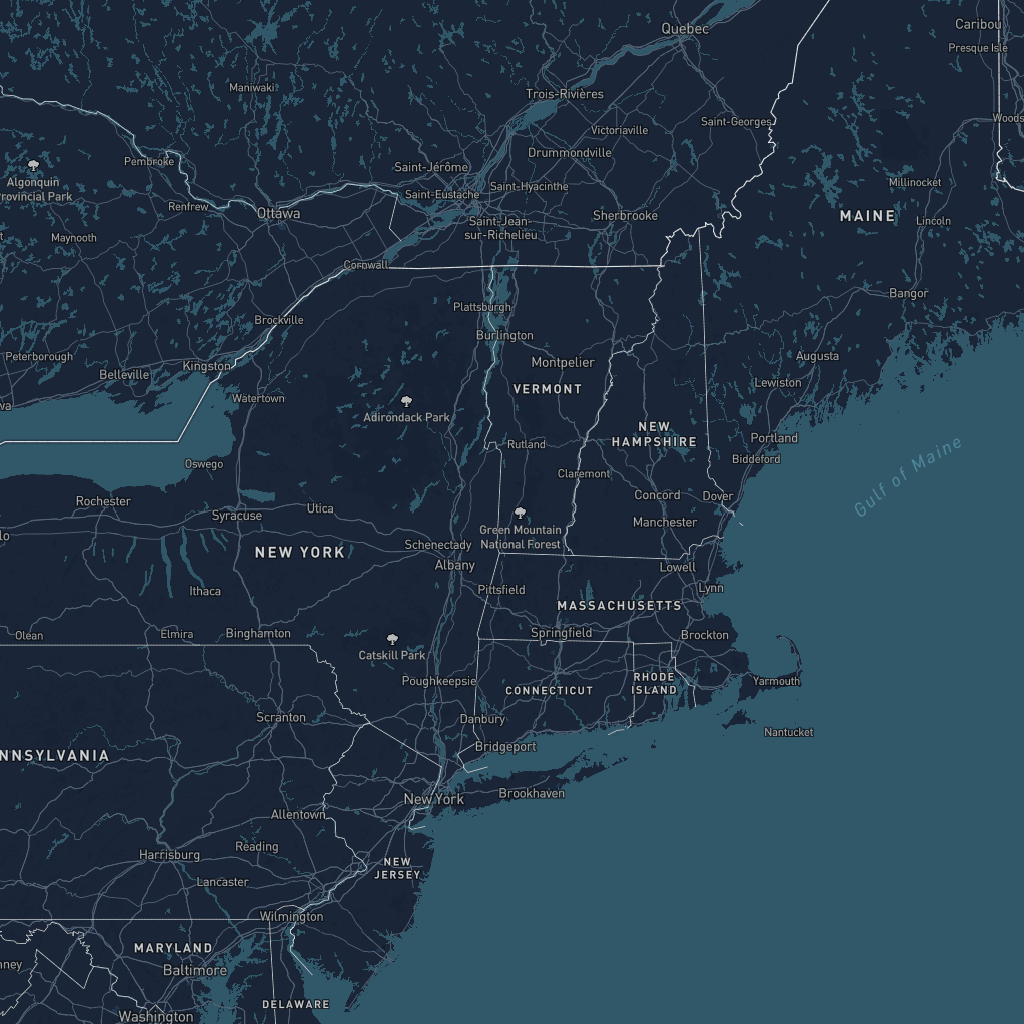 Quebec
Caribou
Presque Isle
Maniwaki
Trois-Rivières
Woods
Victoriaville
Saint-Georges
Drummondville
Pembroke
Algonquin
Provincial Park
Saint-Jérôme
Saint-Hyacinthe
Saint-Eustache
Millinocket
Renfrew
Ottawa
Sherbrooke
MAINE
Lincoln
Saint-Jean-
sur-Richelieu
Maynooth
Cornwall
Bangor
Plattsburgh
Brockville
Burlington
Peterborough
Kingston
Belleville
Montpelier
Augusta
VERMONT
Lewiston
Watertown
wa
Adirondack Park
NEW
HAMPSHIRE
Portland
Rutland
Gulf of Maine
Biddeford
Oswego
Claremont
Rochester
Concord
Dover
Utica
Syracuse
Manchester
Green Mountain
National Forest
lo
Schenectady
NEW YORK
Albany
Lowell
Ithaca
Pittsfield
Lynn
MASSACHUSETTS
Olean
Elmira
Binghamton
Springfield
Brockton
Catskill Park
Poughkeepsie
RHODE
ISLAND
Yarmouth
CONNECTICUT
Scranton
Danbury
Nantucket
Bridgeport
NNSYLVANIA
New York
Brookhaven
Allentown
Reading
Harrisburg
NEW
JERSEY
Lancaster
Wilmington
MARYLAND
ney
Baltimore
DELAWARE
Washington